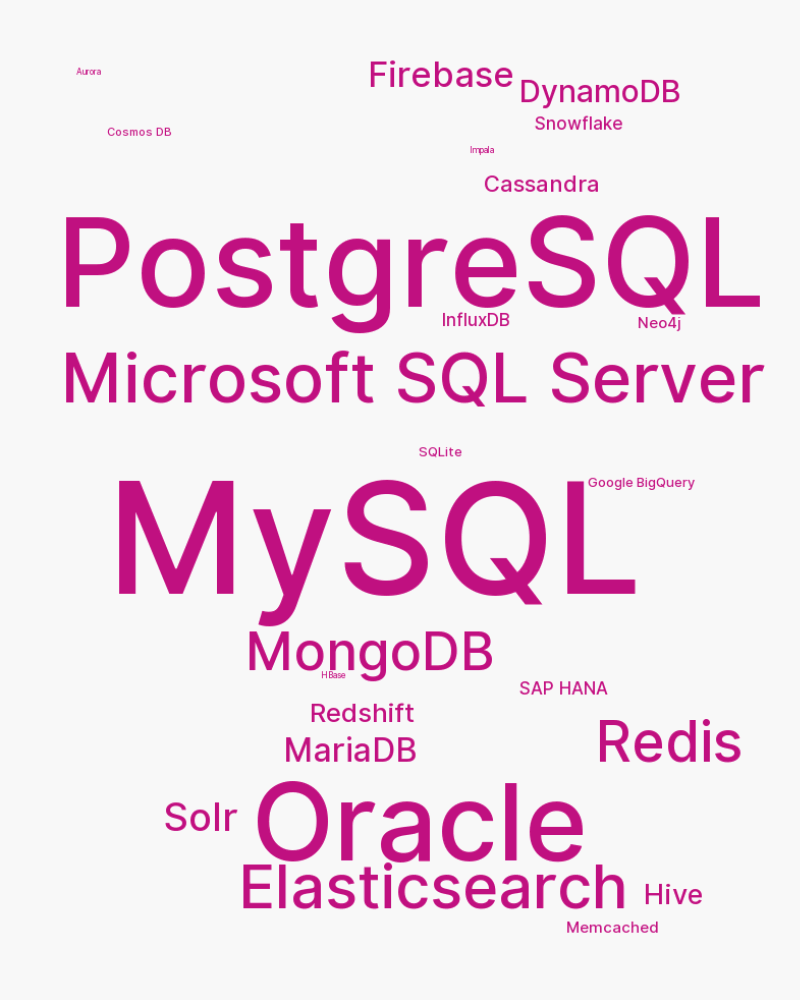 Aurora
Firebase
DynamoDB
Snowflake
Cosmos DB
Impala
Cassandra
PostgreSQL
InfluxDB
Neo4j
Microsoft SQL Server
SQLite
Google BigQuery
MySQL
MongoDB
HBase
SAP HANA
Redshift
MariaDB
Redis
Solr
Oracle
Elasticsearch
Hive
Memcached